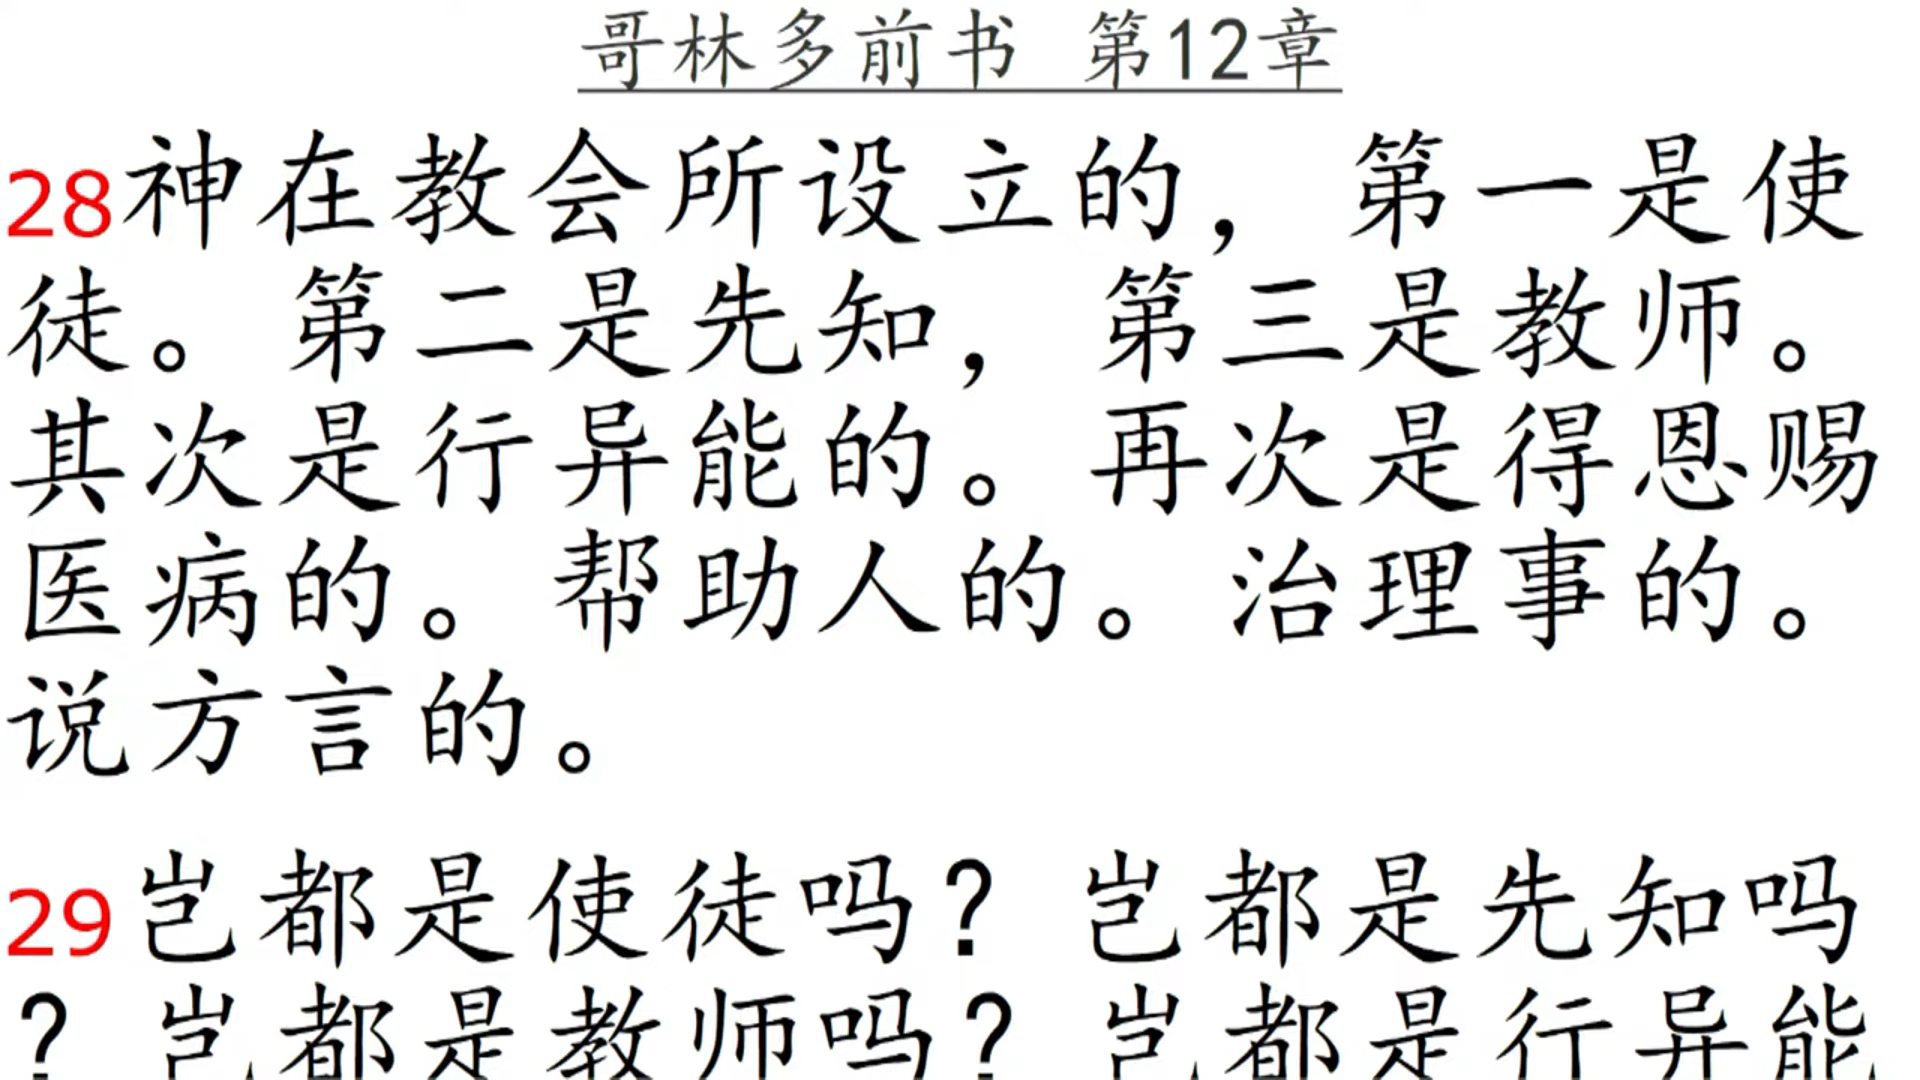 哥林多前书 第12章
28神在教会所设立的，第一是使
徒。第二是先知，第三是教师。
其次是行异能的。再次是得恩赐
医病的。帮助人的。治理事的。
说方言的。
29岂都是使徒吗？岂都是先知吗
？岂都是教师吗？岂都是行异能